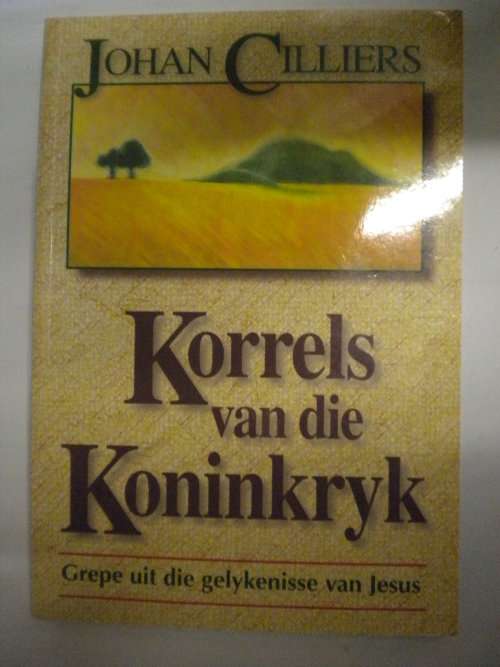 JOHAN CILLIERS
Korrels
van die
Koninkryk
Grepe uit die gelykenisse van Jesus